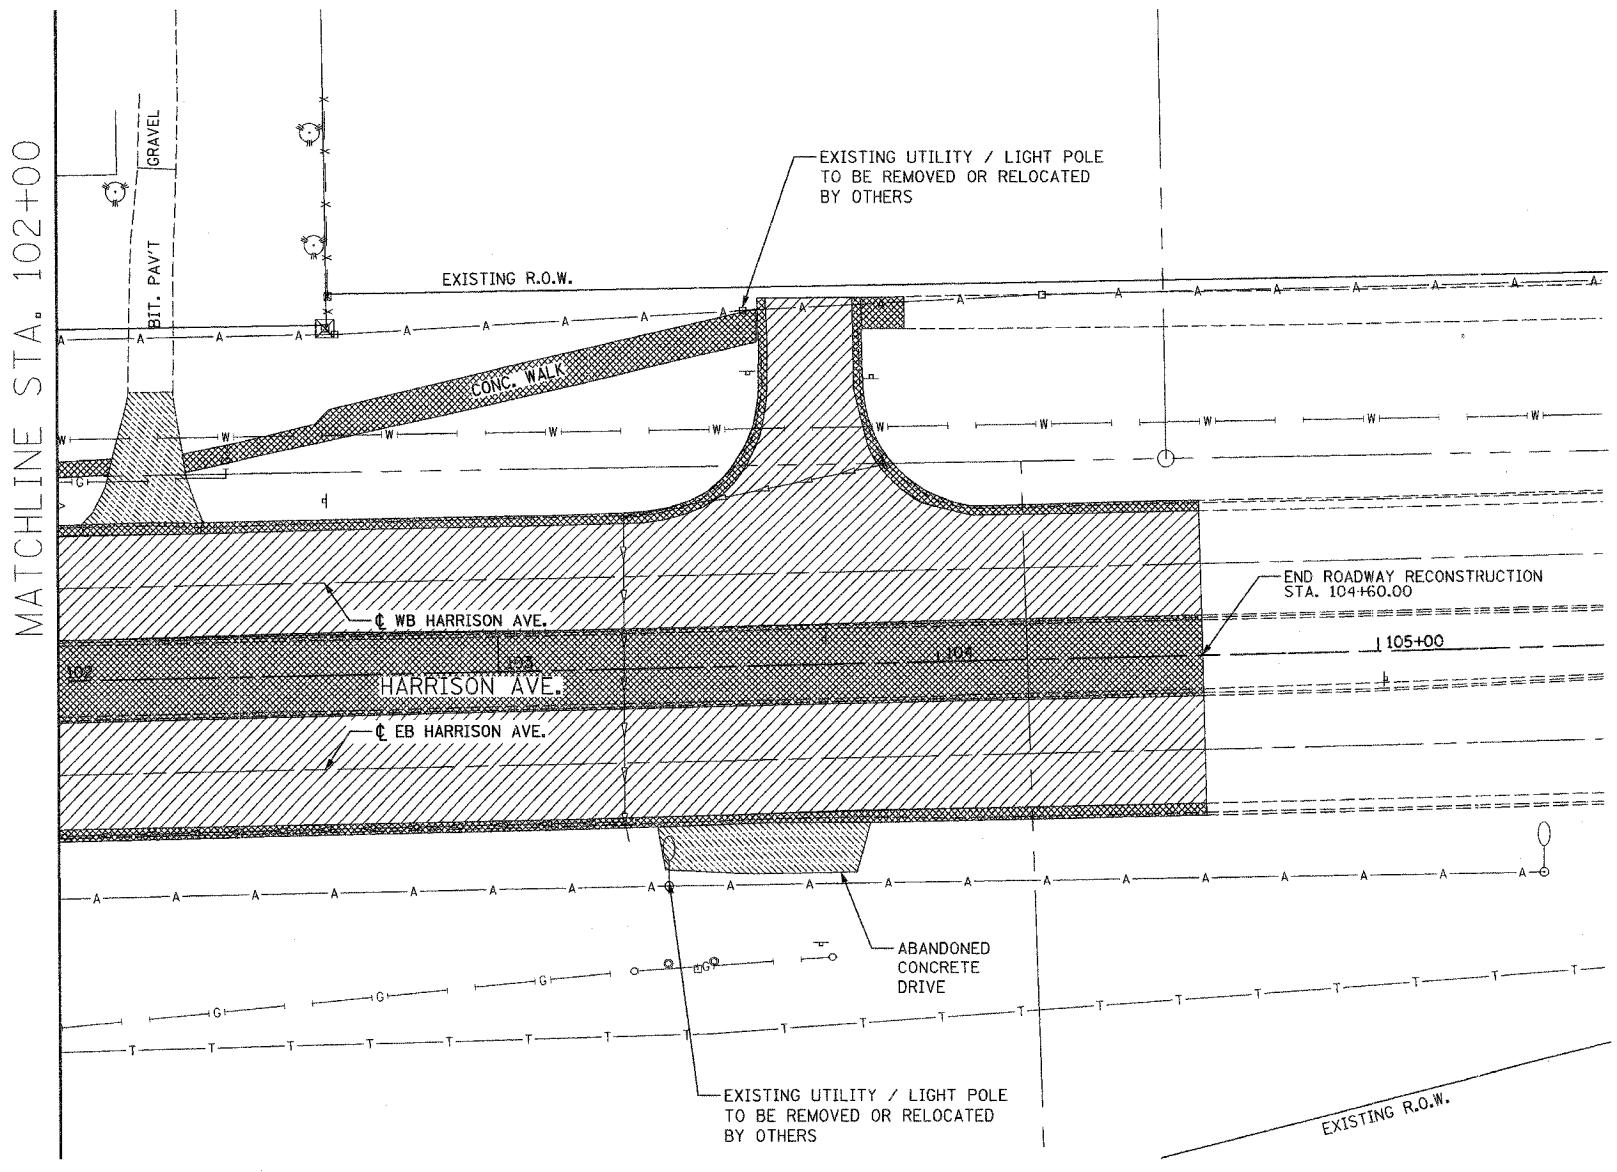 MATCHLINE STA. 102+00
GRAVEL
BIT. PAV'T
EXISTING UTILITY / LIGHT POLE
TO BE REMOVED OR RELOCATED
BY OTHERS
EXISTING R.O.W.
A A A A A A A A A A A A A A A A
CONC. WALK
W W W W W W W W W W
G
END ROADWAY RECONSTRUCTION
STA. 104+60.00
℄ WB HARRISON AVE.
102
103
104
105+00
HARRISON AVE.
℄ EB HARRISON AVE.
A A A A A A A A A A A A A A A A A A A
ABANDONED
CONCRETE
DRIVE
G G G G
T T T T T T T T T T T T T T T T T T T
EXISTING UTILITY / LIGHT POLE
TO BE REMOVED OR RELOCATED
BY OTHERS
EXISTING R.O.W.